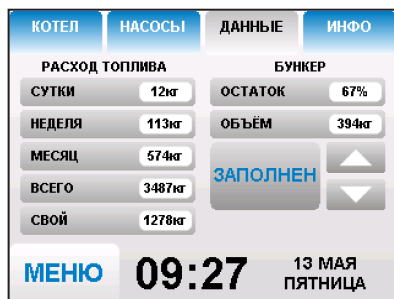 КОТЕЛ НАСОСЫ ДАННЫЕ ИНФО
РАСХОД ТОПЛИВА БУНКЕР
СУТКИ 12кг ОСТАТОК 67%
НЕДЕЛЯ 113кг ОБЪЁМ 394кг
МЕСЯЦ 574кг
ЗАПОЛНЕН
ВСЕГО 3487кг
СВОЙ 1278кг
МЕНЮ 09:27 13 МАЯ
ПЯТНИЦА